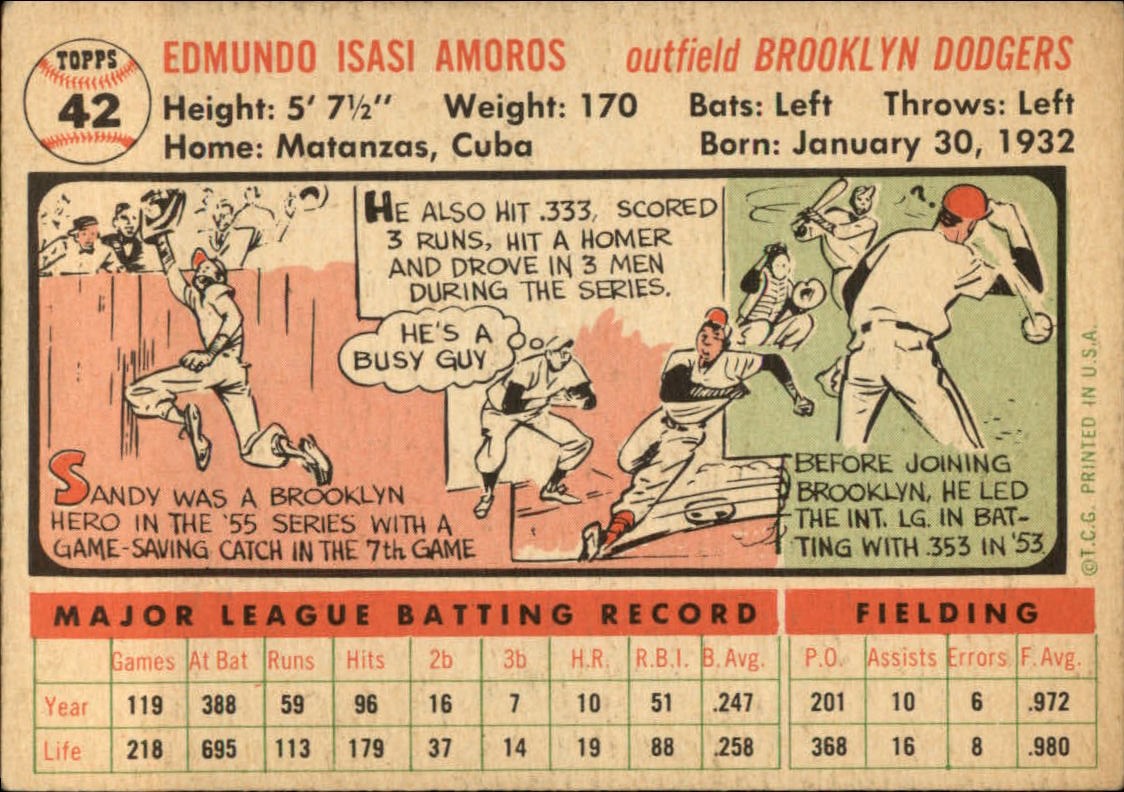 TOPPS
42
EDMUNDO ISASI AMOROS outfield BROOKLYN DODGERS
Height: 5' 7½" Weight: 170 Bats: Left Throws: Left
Home: Matanzas, Cuba Born: January 30, 1932
SANDY WAS A BROOKLYN
HERO IN THE '55 SERIES WITH A
GAME-SAVING CATCH IN THE 7th GAME
HE ALSO HIT .333, SCORED
3 RUNS, HIT A HOMER
AND DROVE IN 3 MEN
DURING THE SERIES.
HE'S A
BUSY GUY
?
BEFORE JOINING
BROOKLYN, HE LED
THE INT. LG. IN BAT-
TING WITH .353 IN '53.
©T.C.G. PRINTED IN U.S.A.
MAJOR LEAGUE BATTING RECORD FIELDING
Games At Bat Runs Hits 2b 3b H.R. R.B.I. B. Avg. P.O. Assists Errors F. Avg.
Year 119 388 59 96 16 7 10 51 .247 201 10 6 .972
Life 218 695 113 179 37 14 19 88 .258 368 16 8 .980